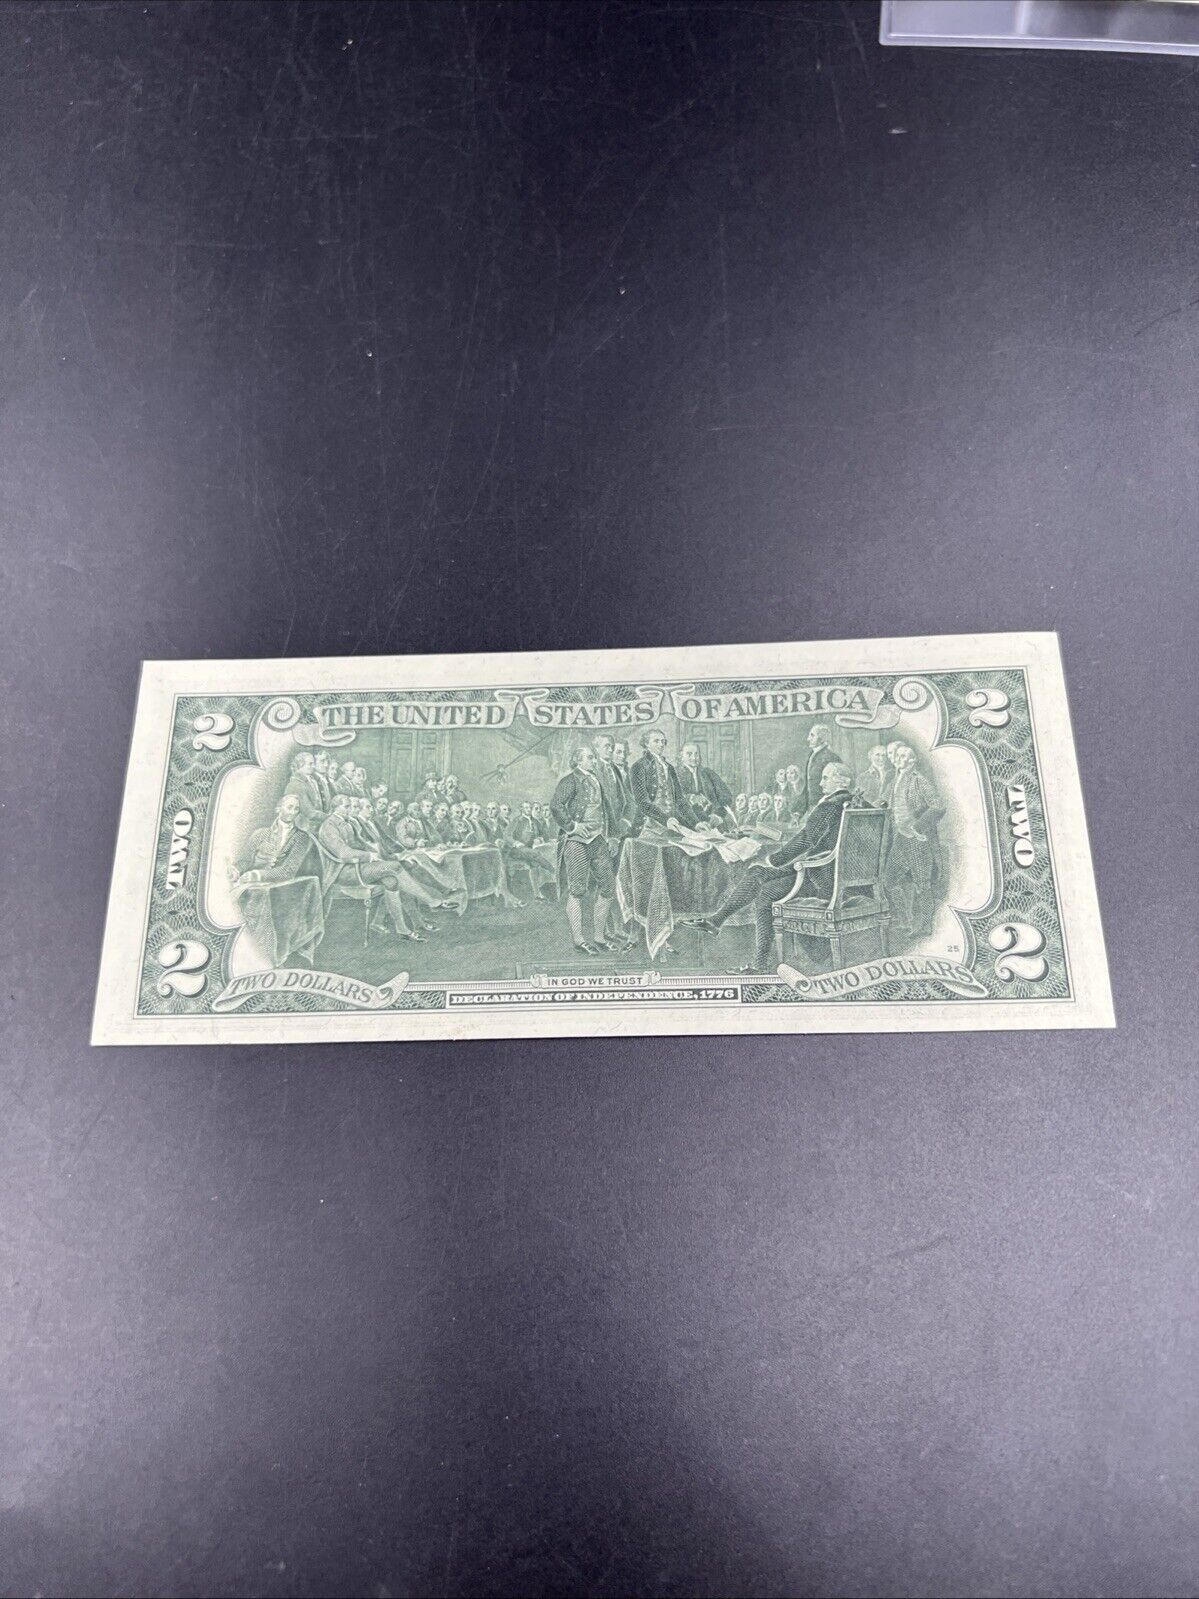 2 THE UNITED STATES OF AMERICA 2
TWO
TWO
25
2 TWO DOLLARS
IN GOD WE TRUST
DECLARATION OF INDEPENDENCE, 1776
TWO DOLLARS 2